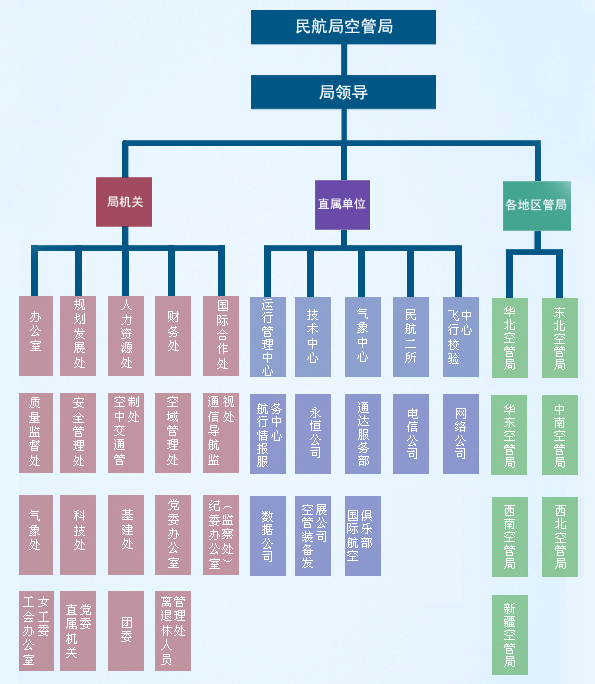 民航局空管局
局领导
局机关
直属单位
各地区管局
办公室
规划发展处
人力资源处
财务处
国际合作处
运行管理中心
技术中心
气象中心
民航二所
飞行校验
中心
华北空管局
东北空管局
质量监督处
安全管理处
空中交通管
制处
空域管理处
通信导航监
视处
航行情报服
务中心
永恒公司
通达服务部
电信公司
网络公司
华东空管局
中南空管局
气象处
科技处
基建处
党委办公室
纪委办公室
（监察处）
数据公司
空管装备发
展公司
国际航空
俱乐部
西南空管局
西北空管局
工会办公室
女工委
直属机关
党委
团委
离退休人员
管理处
新疆空管局